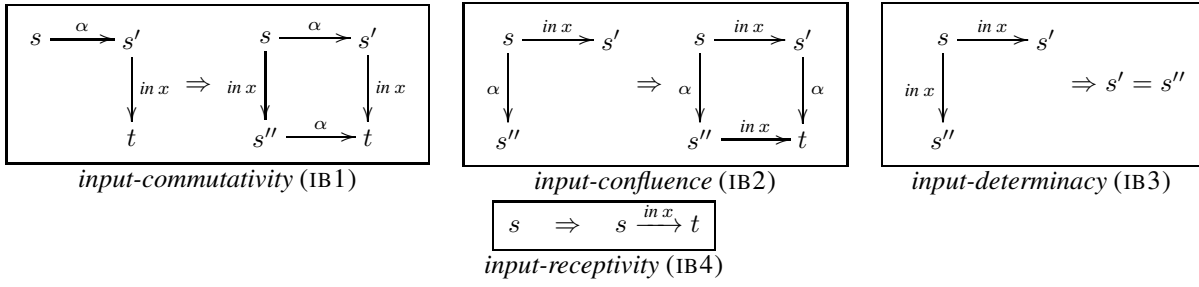 s α s′ s α s′
in x ⇒ in x in x
t s″ α t
input-commutativity (IB1)
s in x s′ s in x s′
α ⇒ α α
s″ s″ in x t
input-confluence (IB2)
s in x s′
in x ⇒ s′ = s″
s″
input-determinacy (IB3)
s ⇒ s in x t
input-receptivity (IB4)